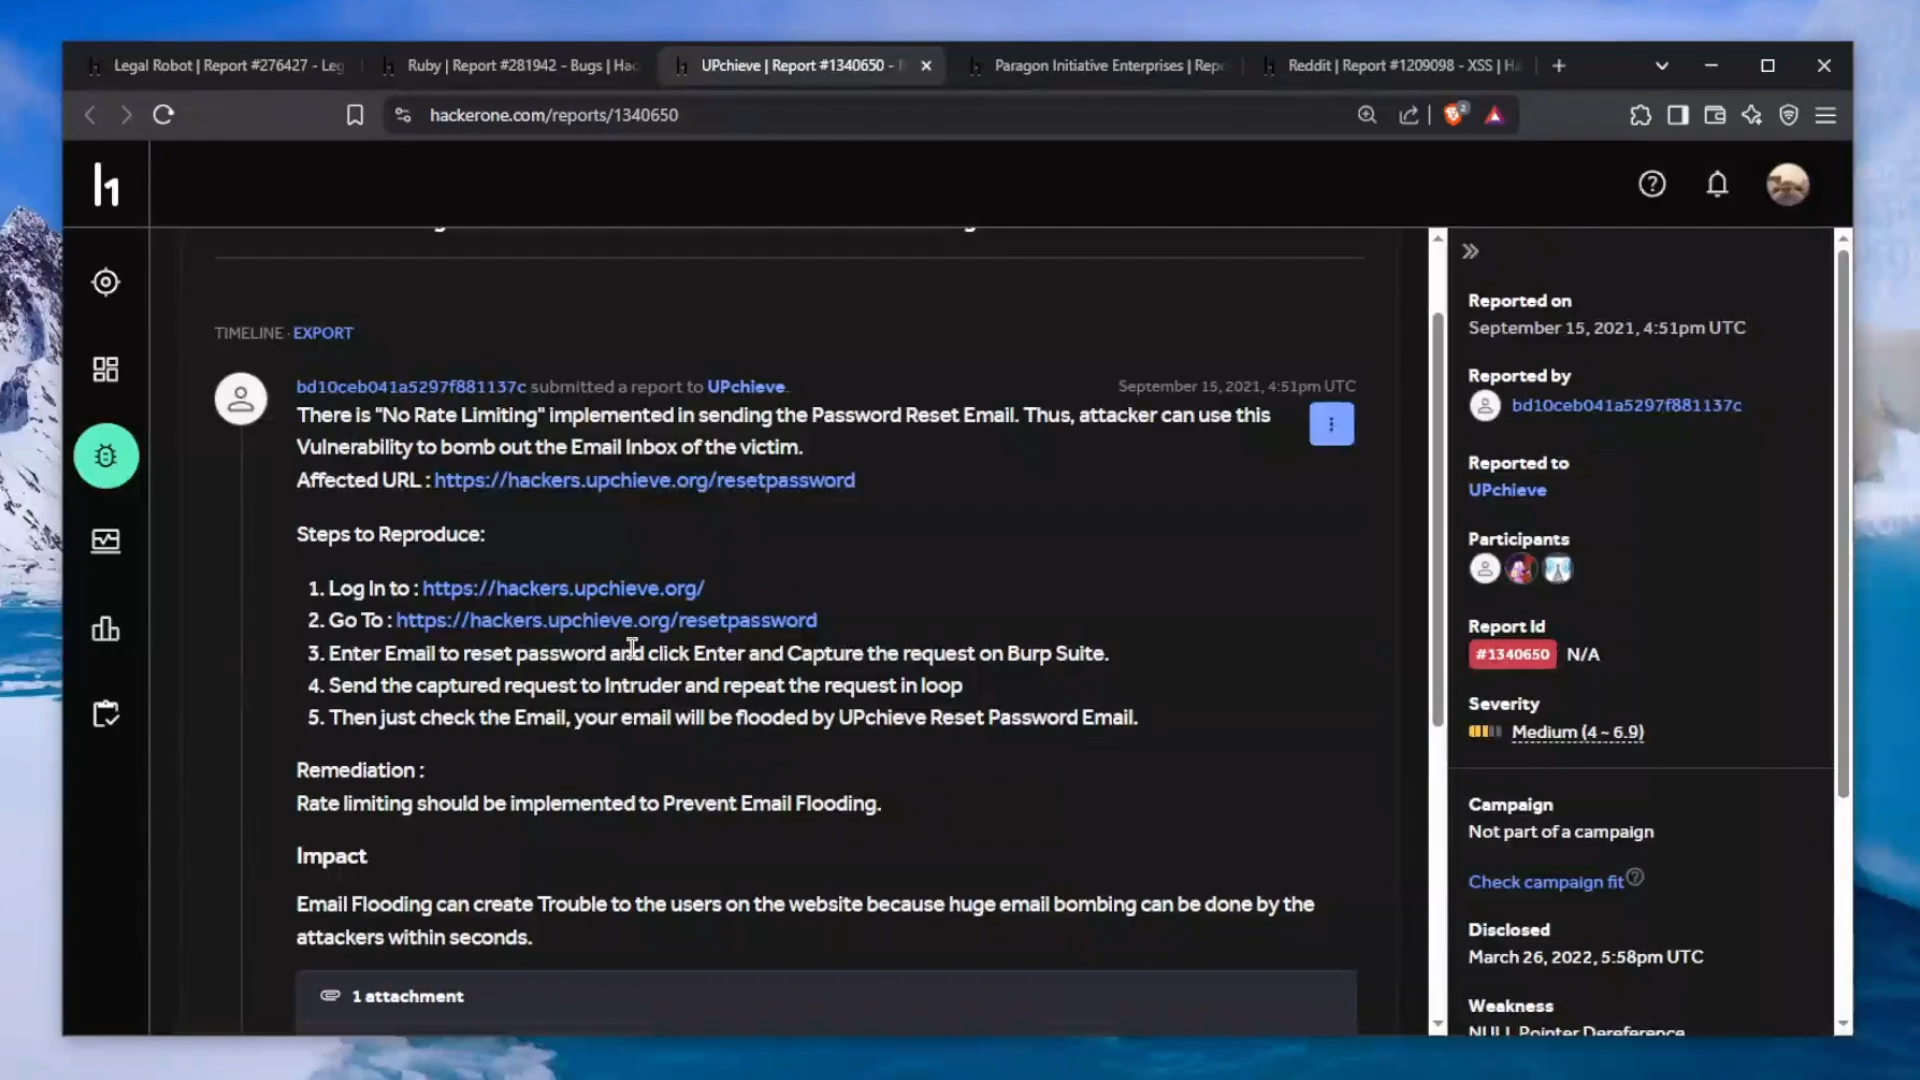 Legal Robot | Report #276427 - Leg
Ruby | Report #281942 - Bugs | Hac
UPchieve | Report #1340650 -
Paragon Initiative Enterprises | Repo
Reddit | Report #1209098 - XSS | Ha
hackerone.com/reports/1340650
2
TIMELINE · EXPORT
bd10ceb041a5297f881137c submitted a report to UPchieve.
September 15, 2021, 4:51pm UTC
There is "No Rate Limiting" implemented in sending the Password Reset Email. Thus, attacker can use this
Vulnerability to bomb out the Email Inbox of the victim.
Affected URL : https://hackers.upchieve.org/resetpassword
Steps to Reproduce:
1. Log In to : https://hackers.upchieve.org/
2. Go To : https://hackers.upchieve.org/resetpassword
3. Enter Email to reset password and click Enter and Capture the request on Burp Suite.
4. Send the captured request to Intruder and repeat the request in loop
5. Then just check the Email, your email will be flooded by UPchieve Reset Password Email.
Remediation :
Rate limiting should be implemented to Prevent Email Flooding.
Impact
Email Flooding can create Trouble to the users on the website because huge email bombing can be done by the
attackers within seconds.
1 attachment
Reported on
September 15, 2021, 4:51pm UTC
Reported by
bd10ceb041a5297f881137c
Reported to
UPchieve
Participants
Report Id
#1340650 N/A
Severity
Medium (4 ~ 6.9)
Campaign
Not part of a campaign
Check campaign fit
Disclosed
March 26, 2022, 5:58pm UTC
Weakness
NULL Pointer Dereference